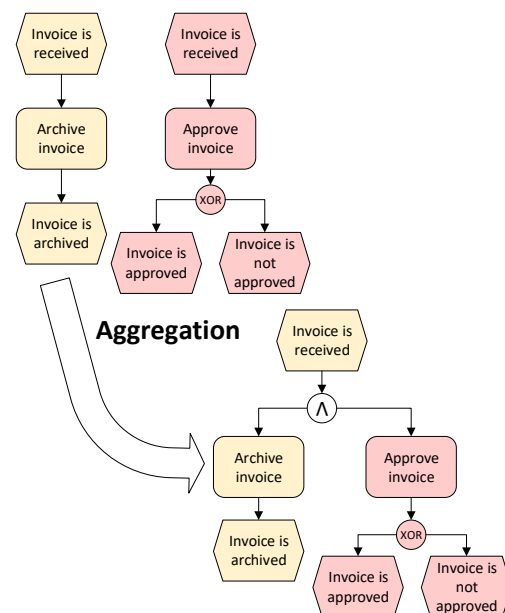 Invoice is
received
Archive
invoice
Invoice is
archived
Invoice is
received
Approve
invoice
XOR
Invoice is
approved
Invoice is
not
approved
Aggregation
Invoice is
received
Λ
Archive
invoice
Invoice is
archived
Approve
invoice
XOR
Invoice is
approved
Invoice is
not
approved